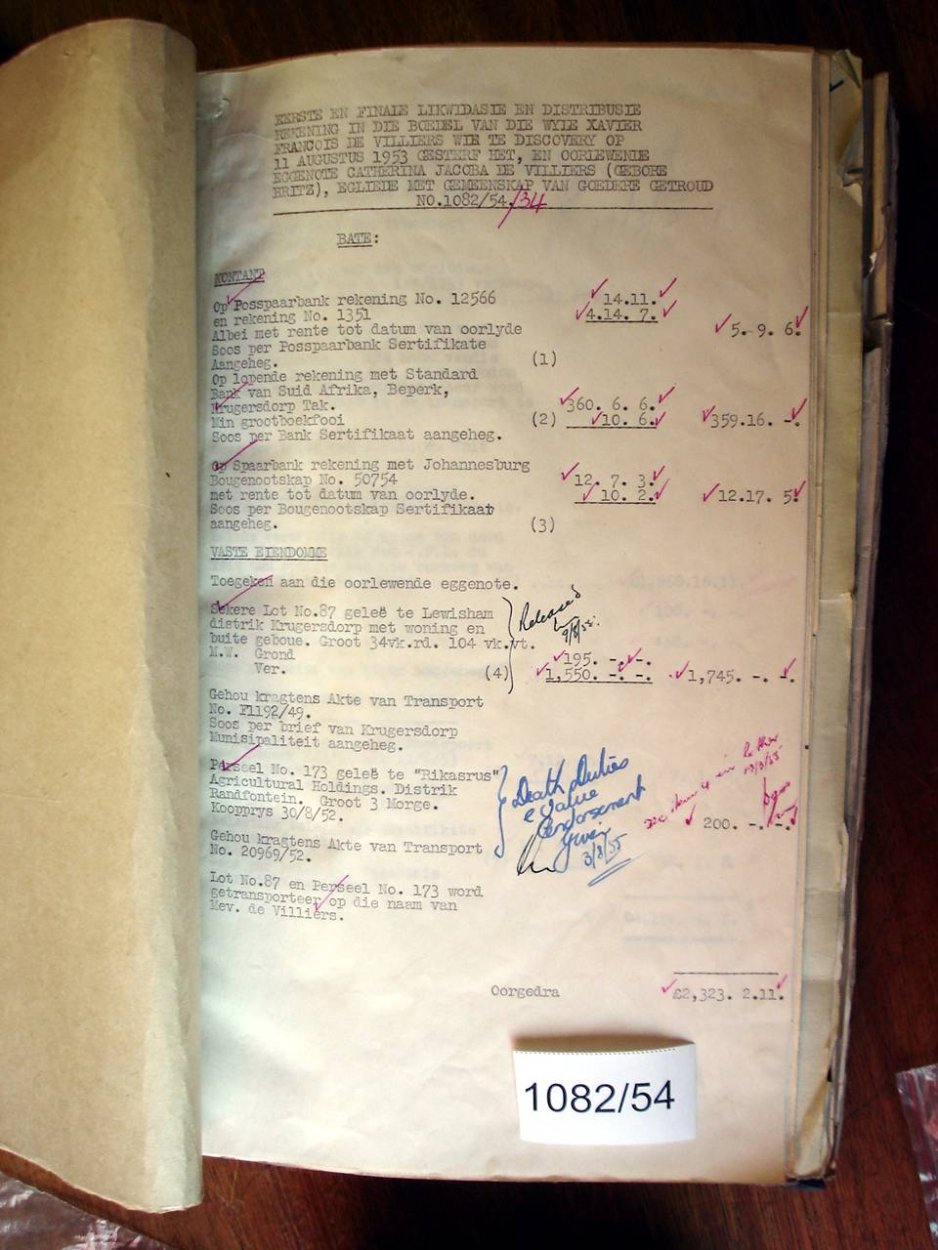 EERSTE EN FINALE LIKWIDASIE EN DISTRIBUSIE
REKENING IN DIE BOEDEL VAN DIE WYLE XAVIER
FRANCOIS DE VILLIERS WIE TE DISCOVERY OP
11 AUGUSTUS 1953 GESTERF HET, EN OORLEWENDE
EGGENOTE CATHERINA JACOBA DE VILLIERS (GEBORE
BRITZ), EGLIEDE MET GEMEENSKAP VAN GOEDERE GETROUD
NO.1082/54./34
BATE:
KONTANT
Op Posspaarbank rekening No. 12566 14.11.
en rekening No. 1351 4.14. 7.
Albei met rente tot datum van oorlyde 5. 9. 6.
Soos per Posspaarbank Sertifikate
Aangeheg. (1)
Op lopende rekening met Standard
Bank van Suid Afrika, Beperk,
Krugersdorp Tak. 360. 6. 6.
Min grootboekfooi (2) 10. 6. 359.16. -.
Soos per Bank Sertifikaat aangeheg.
Op Spaarbank rekening met Johannesburg
Bougenootskap No. 50754 12. 7. 3.
met rente tot datum van oorlyde. 10. 2. 12.17. 5.
Soos per Bougenootskap Sertifikaat
aangeheg. (3)
VASTE EIENDOMME
Toegeken aan die oorlewende eggenote.
Sekere Lot No.87 geleë te Lewisham
distrik Krugersdorp met woning en
buite geboue. Groot 34vk.rd. 104 vk.vt.
M.W. Grond 195. -. -.
Ver. (4) 1,550. -. -. 1,745. -. -.
Released
9/8/55.
Gehou kragtens Akte van Transport
No. F1192/49.
Soos per brief van Krugersdorp
Munisipaliteit aangeheg.
Perseel No. 173 geleë te "Rikasrus"
Agricultural Holdings. Distrik
Randfontein. Groot 3 Morge.
Koopprys 30/8/52. 200. -. -.
Death Duties
e Value
Endorsement
given
3/8/55
Gehou kragtens Akte van Transport
No. 20969/52.
Lot No.87 en Perseel No. 173 word
getransporteer op die naam van
Mev. de Villiers.
Oorgedra £2,323. 2.11.
1082/54